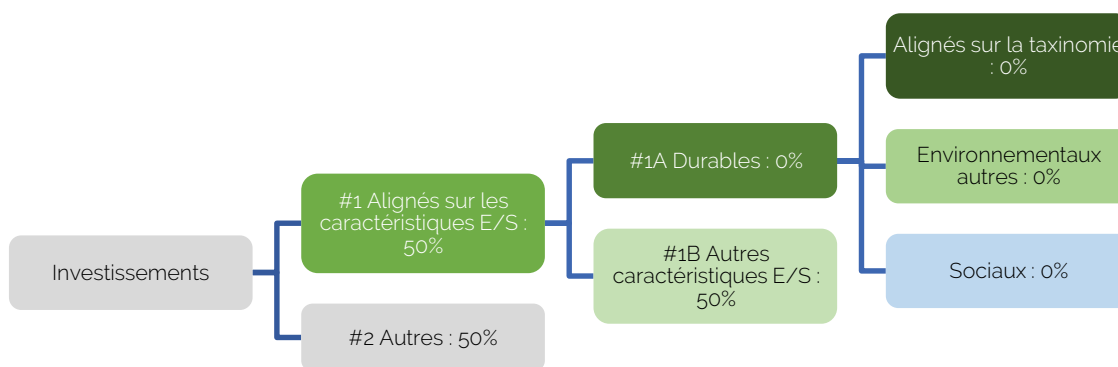 Alignés sur la taxinomie
: 0%
#1A Durables : 0%
Environnementaux
autres : 0%
#1 Alignés sur les
caractéristiques E/S :
50%
#1B Autres
caractéristiques E/S :
50%
Investissements
Sociaux : 0%
#2 Autres : 50%